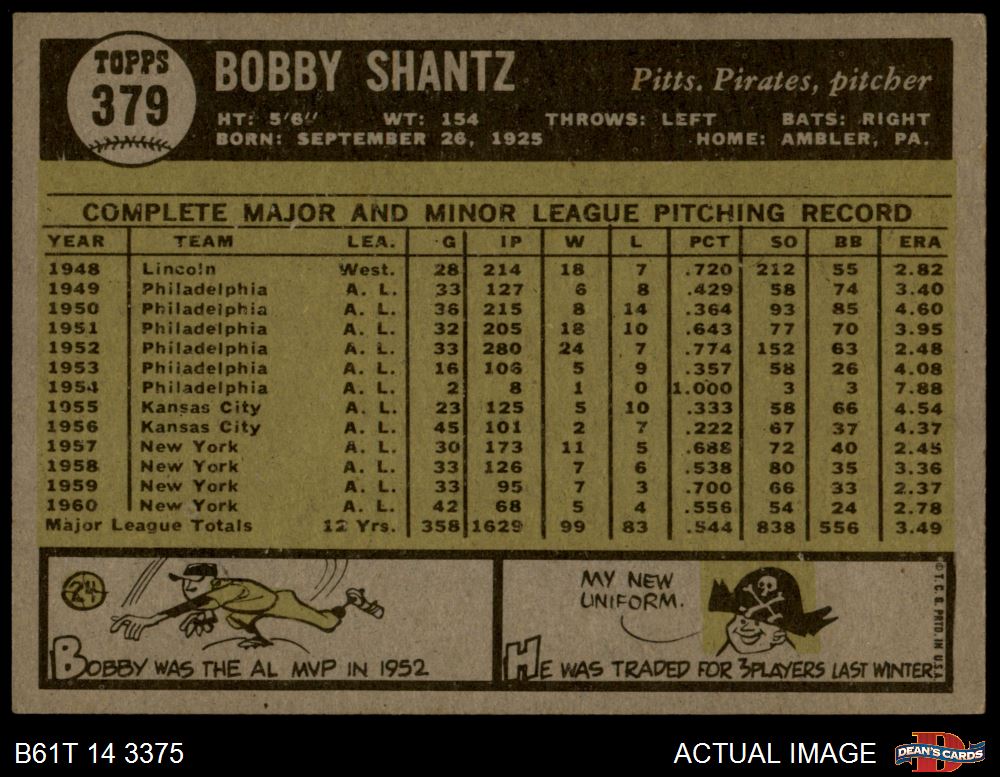 TOPPS
379
BOBBY SHANTZ
Pitts. Pirates, pitcher
HT: 5'6" WT: 154 THROWS: LEFT BATS: RIGHT
BORN: SEPTEMBER 26, 1925 HOME: AMBLER, PA.
COMPLETE MAJOR AND MINOR LEAGUE PITCHING RECORD
YEAR TEAM LEA. G IP W L PCT SO BB ERA
1948 Lincoln West. 28 214 18 7 .720 212 55 2.82
1949 Philadelphia A. L. 33 127 6 8 .429 58 74 3.40
1950 Philadelphia A. L. 36 215 8 14 .364 93 85 4.60
1951 Philadelphia A. L. 32 205 18 10 .643 77 70 3.95
1952 Philadelphia A. L. 33 280 24 7 .774 152 63 2.48
1953 Philadelphia A. L. 16 106 5 9 .357 58 26 4.08
1954 Philadelphia A. L. 2 8 1 0 1.000 3 3 7.88
1955 Kansas City A. L. 23 125 5 10 .333 58 66 4.54
1956 Kansas City A. L. 45 101 2 7 .222 67 37 4.37
1957 New York A. L. 30 173 11 5 .688 72 40 2.45
1958 New York A. L. 33 126 7 6 .538 80 35 3.36
1959 New York A. L. 33 95 7 3 .700 66 33 2.37
1960 New York A. L. 42 68 5 4 .556 54 24 2.78
Major League Totals 12 Yrs. 358 1629 99 83 .544 838 556 3.49
24
BOBBY WAS THE AL MVP IN 1952
MY NEW
UNIFORM.
HE WAS TRADED FOR 3 PLAYERS LAST WINTER.
© T. C. G. PRTD. IN U.S.A.
B61T 14 3375
ACTUAL IMAGE
DEAN'S CARDS